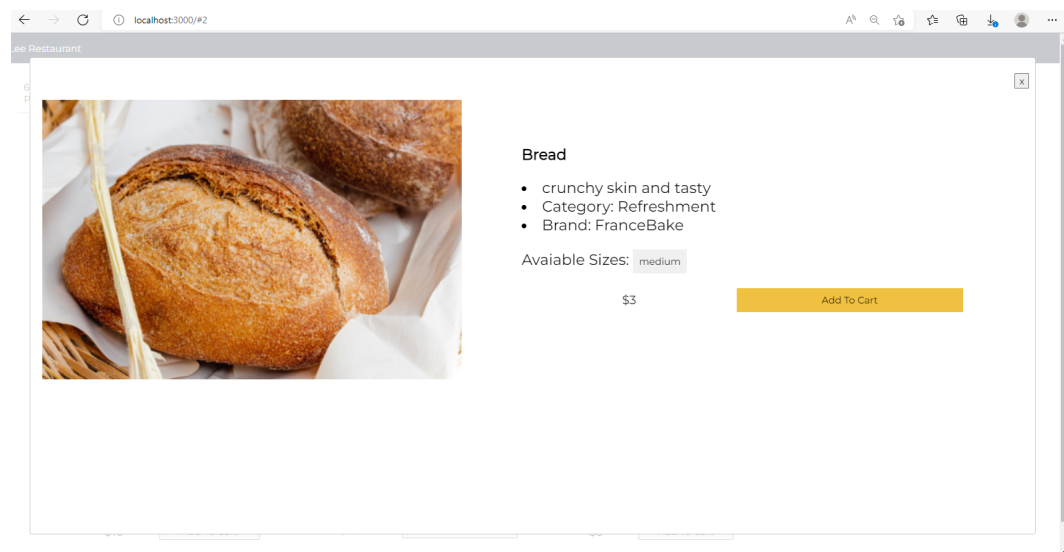 localhost:3000/#2
Lee Restaurant
x
Bread
crunchy skin and tasty
Category: Refreshment
Brand: FranceBake
Avaiable Sizes: medium
$3 Add To Cart